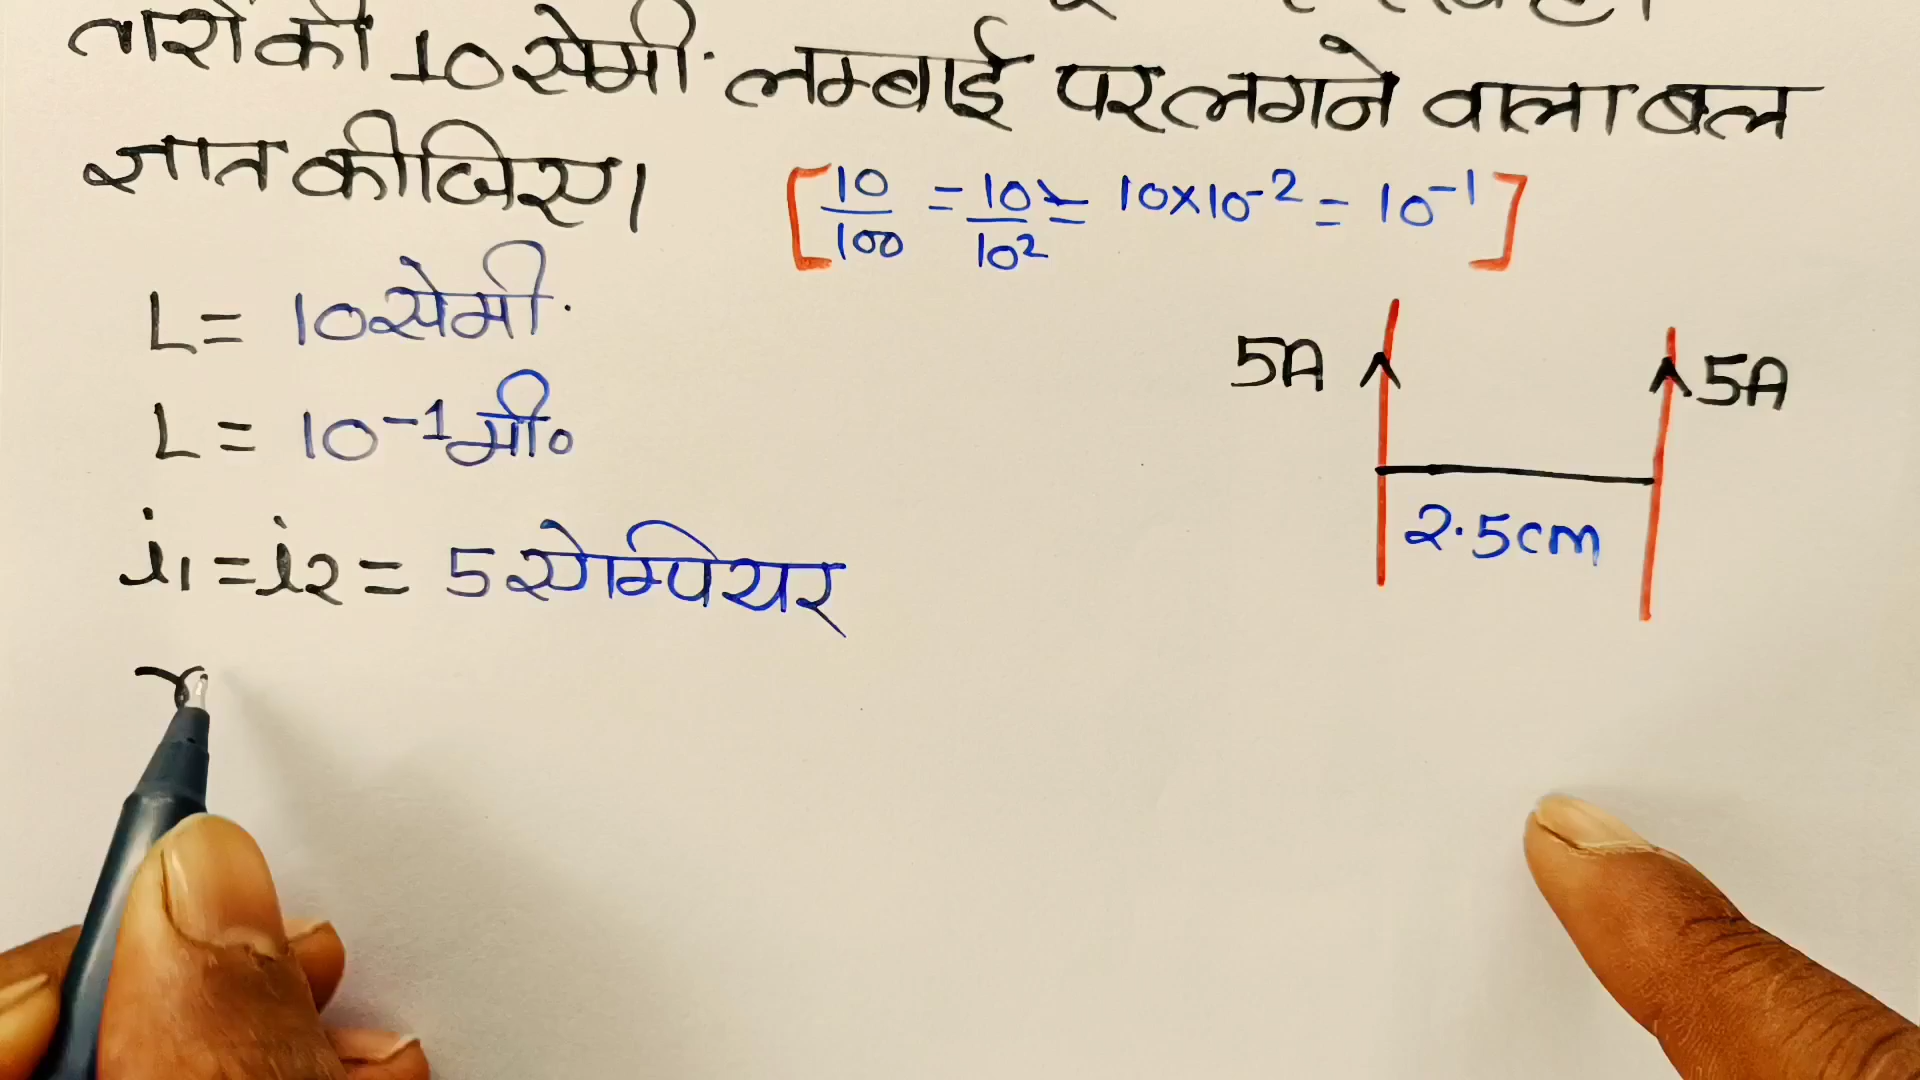 तारों की 10 सेमी. लम्बाई पर लगने वाला बल
ज्ञात कीजिए।
[10/100 = 10/10² = 10×10⁻² = 10⁻¹]
L = 10 सेमी.
L = 10⁻¹ मी०
i₁ = i₂ = 5 ऐम्पियर
r
5A
5A
2.5cm